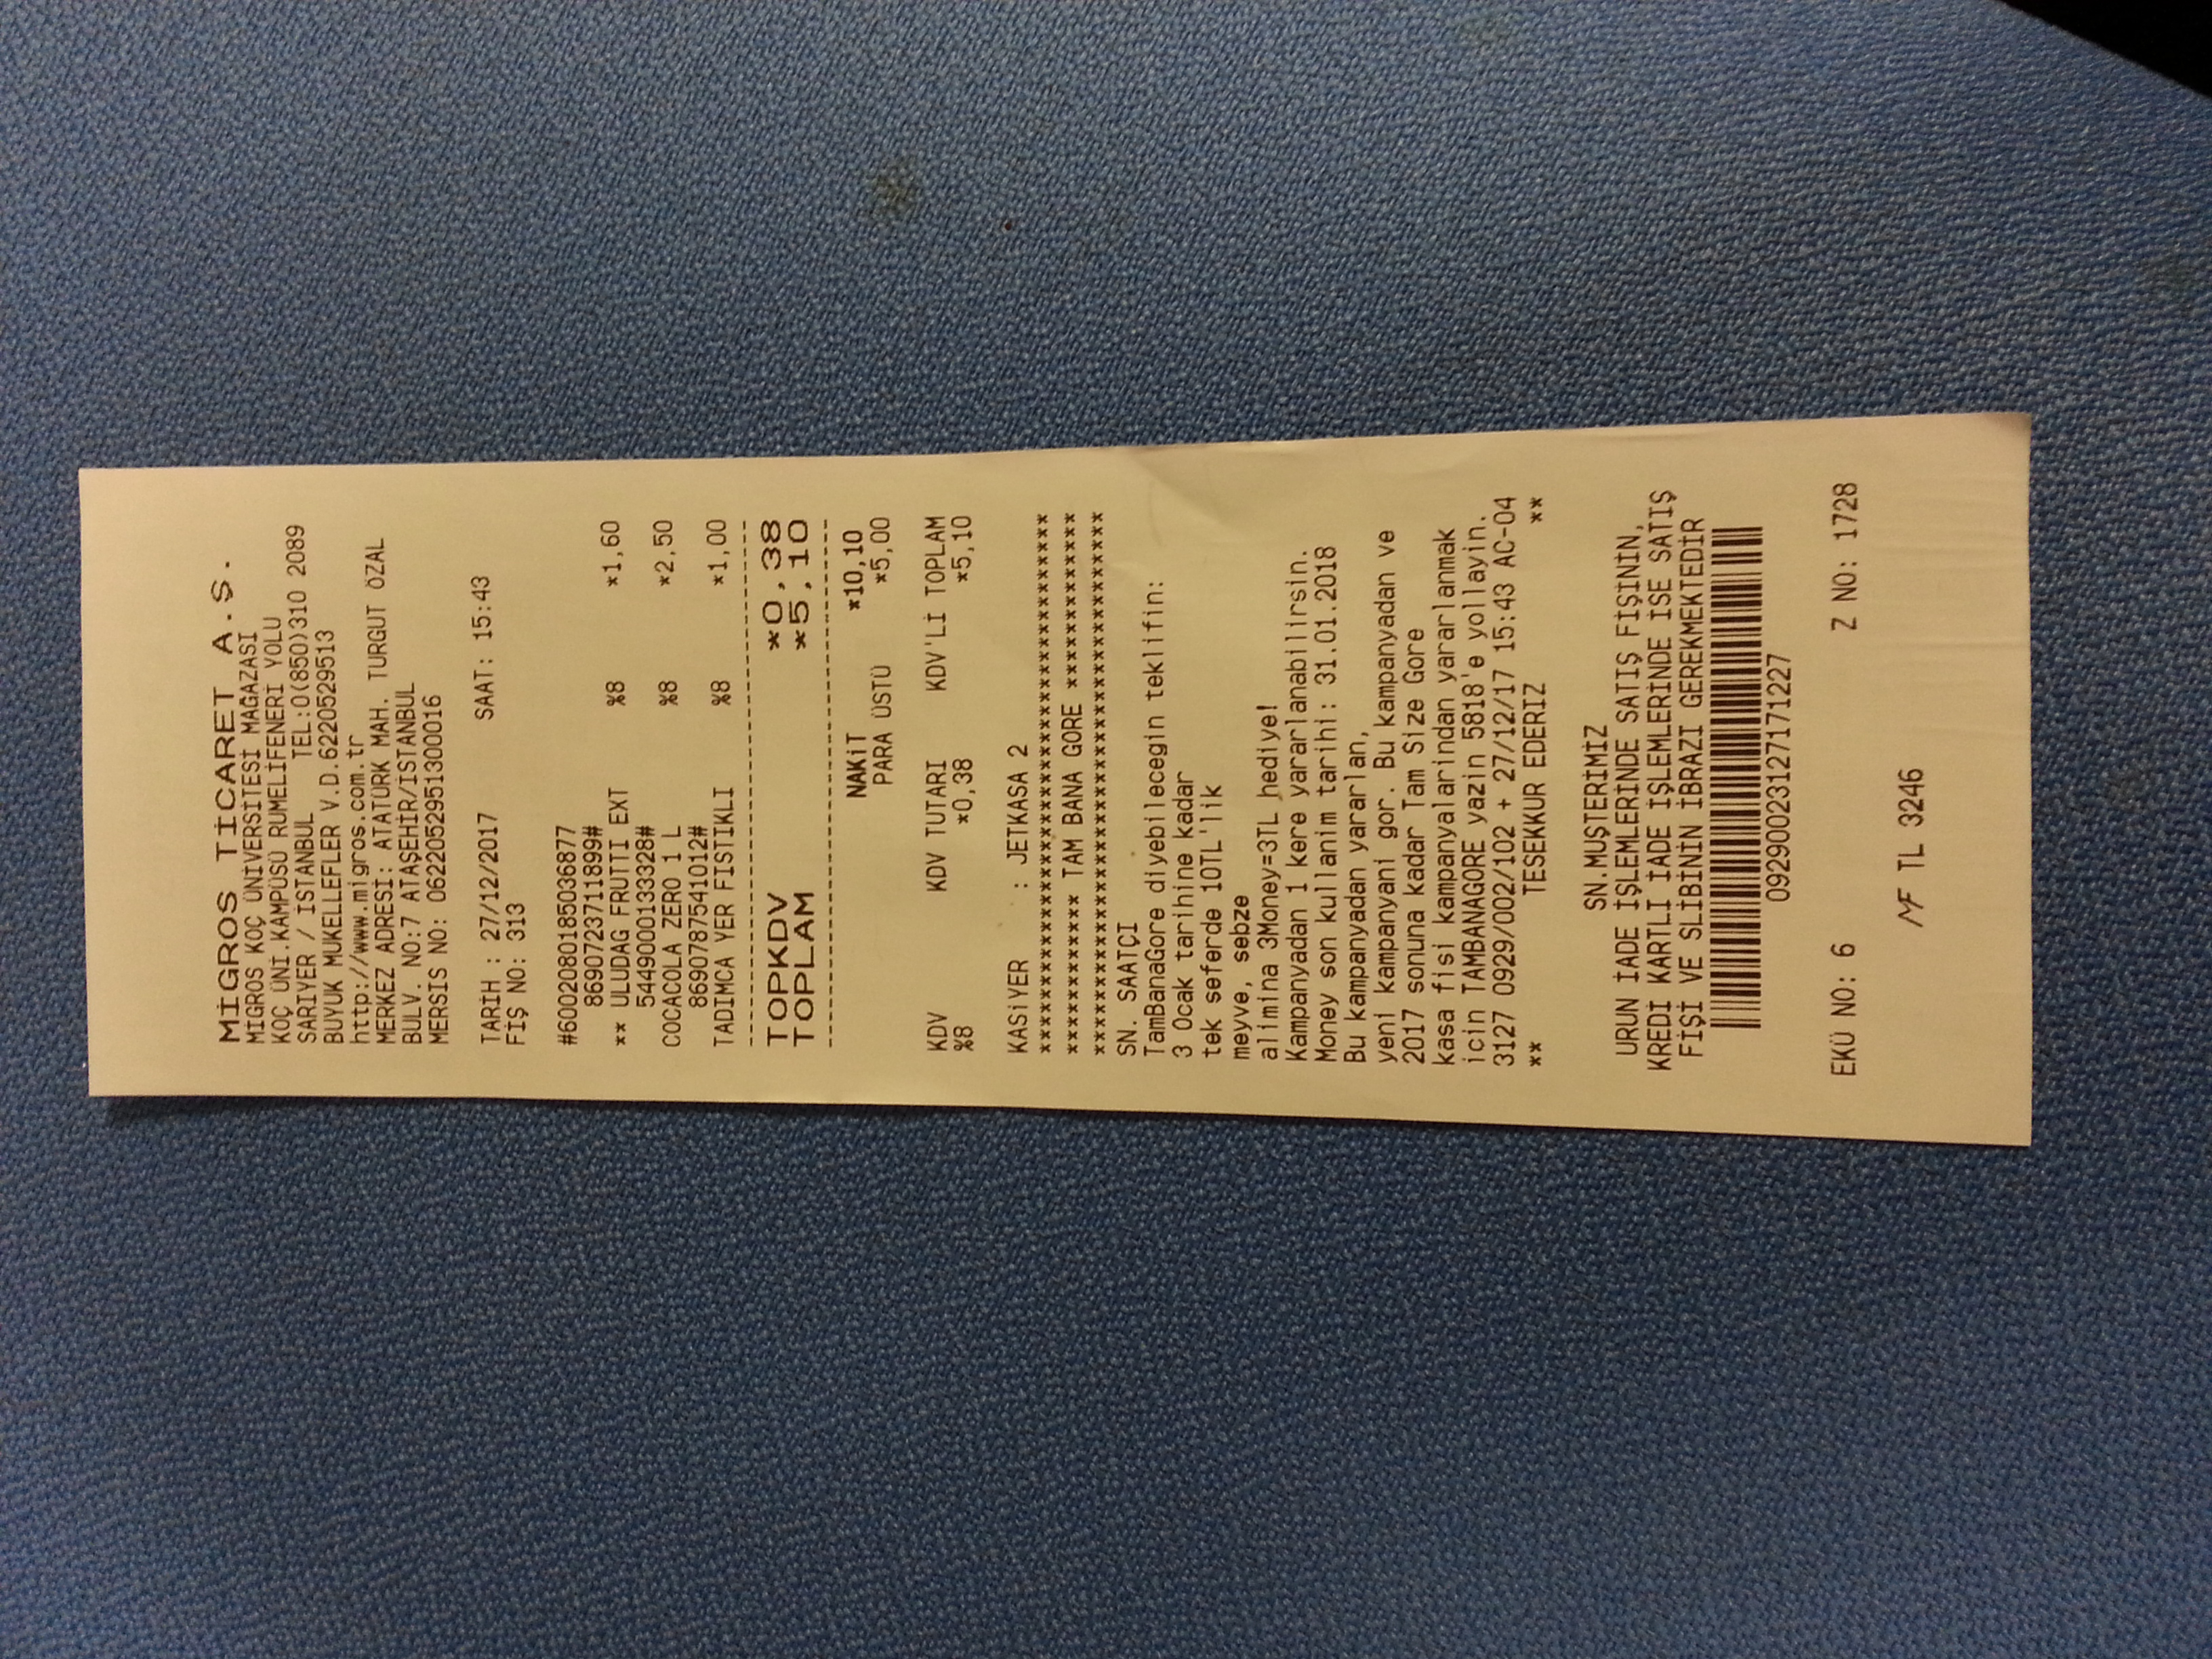 MİGROS TİCARET A.Ş.
MİGROS KOÇ ÜNİVERSİTESİ MAĞAZASI
KOÇ ÜNİ.KAMPÜSÜ RUMELİFENERİ YOLU
SARIYER / İSTANBUL TEL:0(850)310 2089
BÜYÜK MÜKELLEFLER V.D.6220529513
http://www.migros.com.tr
MERKEZ ADRESİ: ATATÜRK MAH. TURGUT ÖZAL
BULV. NO:7 ATAŞEHİR/İSTANBUL
MERSİS NO: 0622052951300016
TARİH : 27/12/2017 SAAT: 15:43
FİŞ NO: 313
#6002080185036877
8690723711899#
** ULUDAG FRUTTI EXT %8 *1,60
5449000133328#
COCACOLA ZERO 1 L %8 *2,50
8690787541012#
TADIMCA YER FISTIKLI %8 *1,00
TOPKDV *0,38
TOPLAM *5,10
NAKiT *10,10
PARA ÜSTÜ *5,00
KDV KDV TUTARI KDV'Lİ TOPLAM
%8 *0,38 *5,10
KASiYER : JETKASA 2
****************************************
********** TAM BANA GORE **************
****************************************
SN. SAATÇI
TamBanaGore diyebilecegin teklifin:
3 Ocak tarihine kadar
tek seferde 10TL'lik
meyve, sebze
alimina 3Money=3TL hediye!
Kampanyadan 1 kere yararlanabilirsin.
Money son kullanim tarihi: 31.01.2018
Bu kampanyadan yararlan,
yeni kampanyani gor. Bu kampanyadan ve
2017 sonuna kadar Tam Size Gore
kasa fisi kampanyalarindan yararlanmak
icin TAMBANAGORE yazin 5818'e yollayin.
3127 0929/002/102 + 27/12/17 15:43 AC-04
** TESEKKUR EDERIZ **
SN.MÜŞTERİMİZ
ÜRÜN İADE İŞLEMLERİNDE SATIŞ FİŞİNİN,
KREDİ KARTLI İADE İŞLEMLERİNDE İSE SATIŞ
FİŞİ VE SLİBİNİN İBRAZI GEREKMEKTEDİR
09290023127171227
EKÜ NO: 6 Z NO: 1728
MF TL 3246